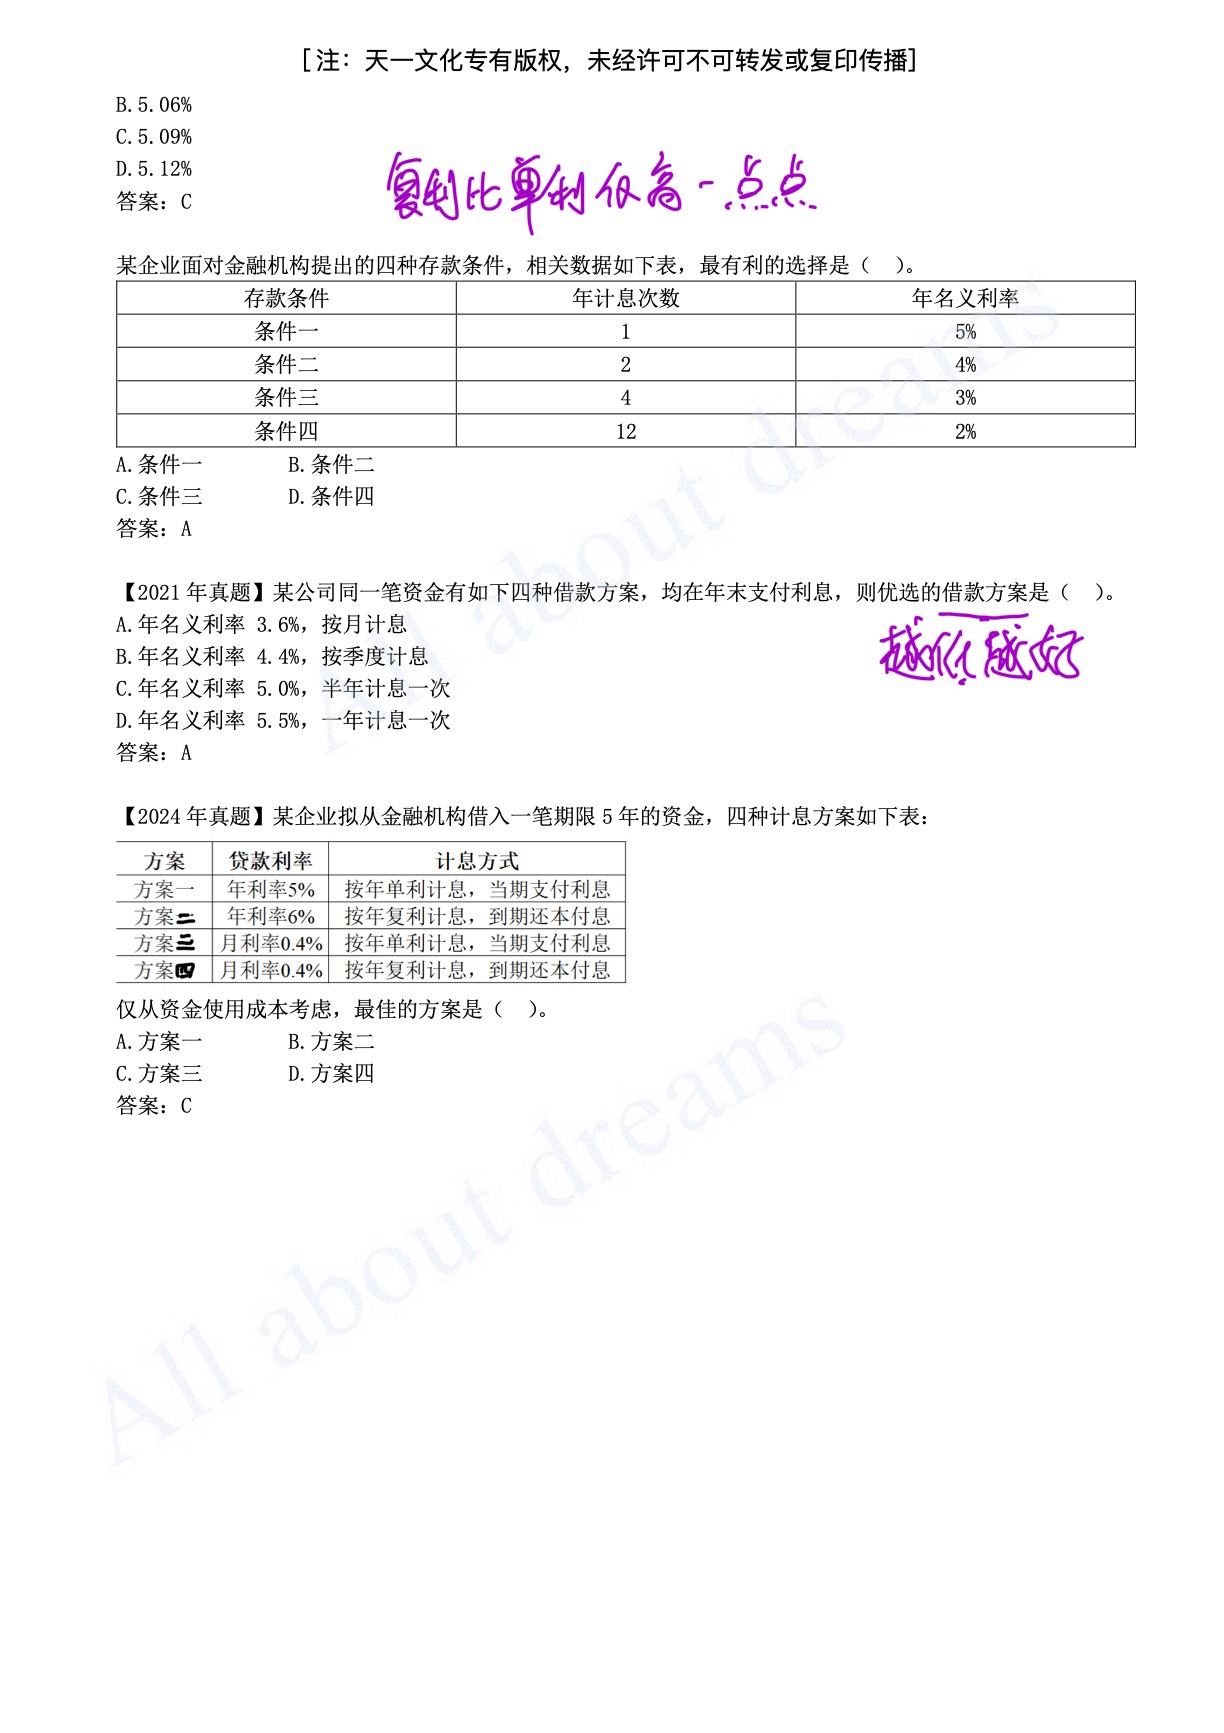 [注：天一文化专有版权，未经许可不可转发或复印传播]
B.5.06%
C.5.09%
D.5.12%
答案：C
复利比单利仅高一点点
某企业面对金融机构提出的四种存款条件，相关数据如下表，最有利的选择是（ ）。
存款条件 年计息次数 年名义利率
条件一 1 5%
条件二 2 4%
条件三 4 3%
条件四 12 2%
A.条件一 B.条件二
C.条件三 D.条件四
答案：A
【2021 年真题】某公司同一笔资金有如下四种借款方案，均在年末支付利息，则优选的借款方案是（ ）。
A.年名义利率 3.6%，按月计息
越低越好
B.年名义利率 4.4%，按季度计息
C.年名义利率 5.0%，半年计息一次
D.年名义利率 5.5%，一年计息一次
答案：A
【2024 年真题】某企业拟从金融机构借入一笔期限 5 年的资金，四种计息方案如下表：
方案 贷款利率 计息方式
方案一 年利率5% 按年单利计息，当期支付利息
方案二 年利率6% 按年复利计息，到期还本付息
方案三 月利率0.4% 按年单利计息，当期支付利息
方案四 月利率0.4% 按年复利计息，到期还本付息
仅从资金使用成本考虑，最佳的方案是（ ）。
A.方案一 B.方案二
C.方案三 D.方案四
答案：C
All about dreams
All about dreams